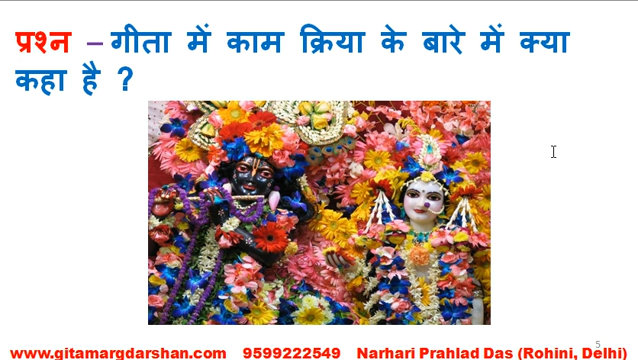 प्रश्न – गीता में काम क्रिया के बारे में क्या
कहा है ?
5
www.gitamargdarshan.com 9599222549 Narhari Prahlad Das (Rohini, Delhi)